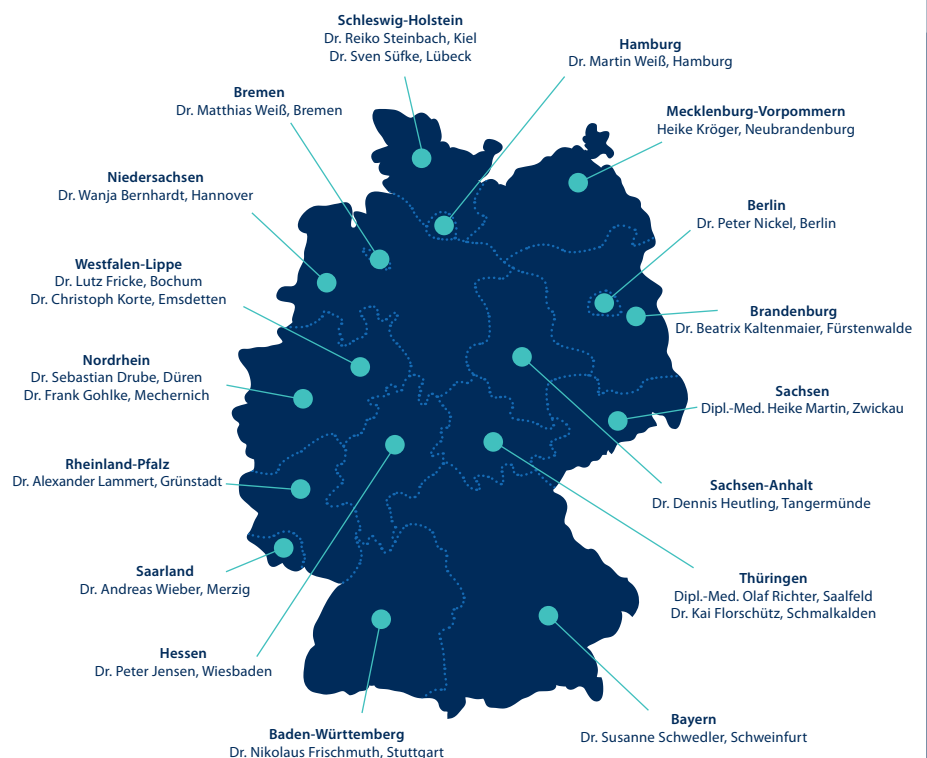 Schleswig-Holstein
Dr. Reiko Steinbach, Kiel
Dr. Sven Süfke, Lübeck
Hamburg
Dr. Martin Weiß, Hamburg
Bremen
Dr. Matthias Weiß, Bremen
Mecklenburg-Vorpommern
Heike Kröger, Neubrandenburg
Niedersachsen
Dr. Wanja Bernhardt, Hannover
Berlin
Dr. Peter Nickel, Berlin
Westfalen-Lippe
Dr. Lutz Fricke, Bochum
Dr. Christoph Korte, Emsdetten
Brandenburg
Dr. Beatrix Kaltenmaier, Fürstenwalde
Nordrhein
Dr. Sebastian Drube, Düren
Dr. Frank Gohlke, Mechernich
Sachsen
Dipl.-Med. Heike Martin, Zwickau
Rheinland-Pfalz
Dr. Alexander Lammert, Grünstadt
Sachsen-Anhalt
Dr. Dennis Heutling, Tangermünde
Saarland
Dr. Andreas Wieber, Merzig
Thüringen
Dipl.-Med. Olaf Richter, Saalfeld
Dr. Kai Florschütz, Schmalkalden
Hessen
Dr. Peter Jensen, Wiesbaden
Bayern
Dr. Susanne Schwedler, Schweinfurt
Baden-Württemberg
Dr. Nikolaus Frischmuth, Stuttgart